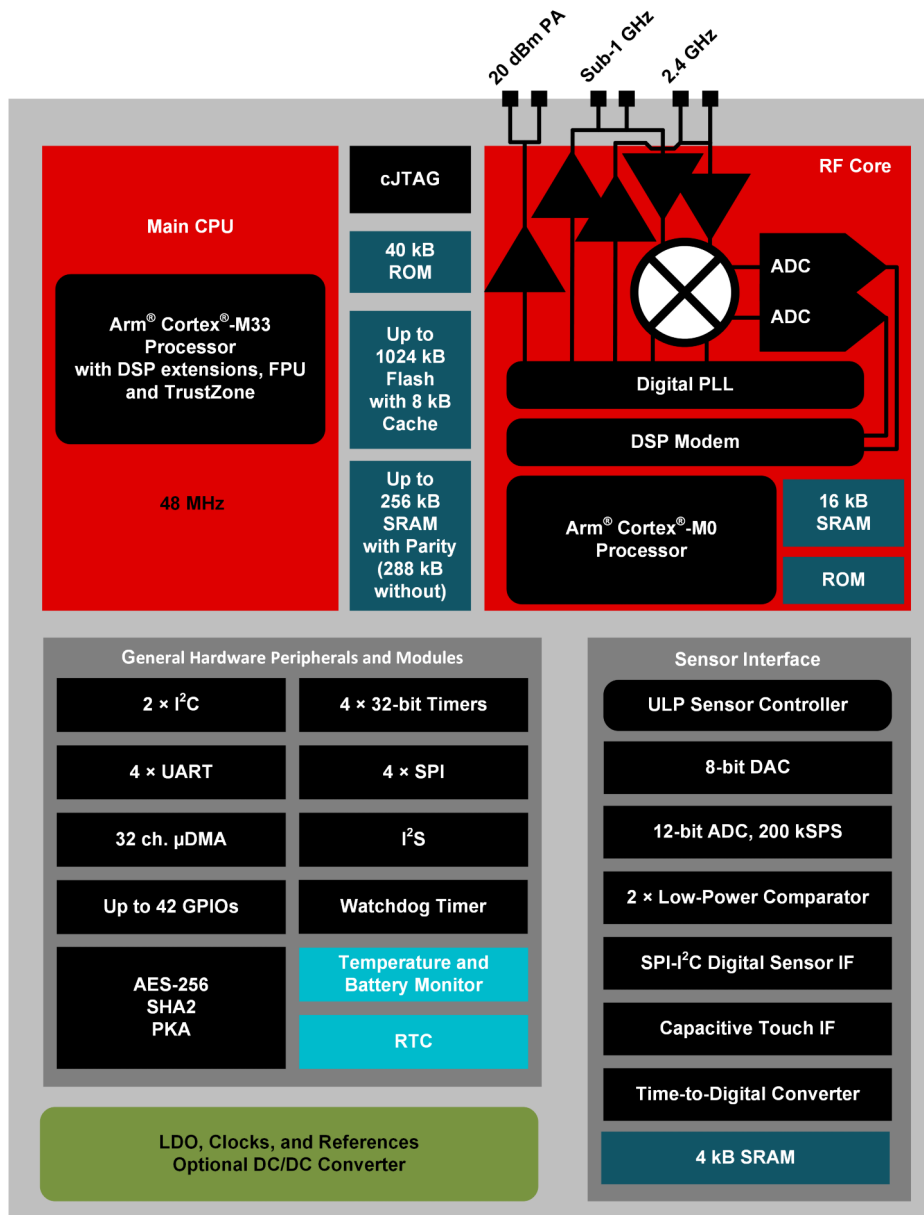 20 dBm PA
Sub-1 GHz
2.4 GHz
Main CPU
Arm® Cortex®-M33
Processor
with DSP extensions, FPU
and TrustZone
48 MHz
cJTAG
40 kB
ROM
Up to
1024 kB
Flash
with 8 kB
Cache
Up to
256 kB
SRAM
with Parity
(288 kB
without)
RF Core
ADC
ADC
Digital PLL
DSP Modem
Arm® Cortex®-M0
Processor
16 kB
SRAM
ROM
General Hardware Peripherals and Modules
2 × I²C
4 × 32-bit Timers
4 × UART
4 × SPI
32 ch. µDMA
I²S
Up to 42 GPIOs
Watchdog Timer
AES-256
SHA2
PKA
Temperature and
Battery Monitor
RTC
LDO, Clocks, and References
Optional DC/DC Converter
Sensor Interface
ULP Sensor Controller
8-bit DAC
12-bit ADC, 200 kSPS
2 × Low-Power Comparator
SPI-I²C Digital Sensor IF
Capacitive Touch IF
Time-to-Digital Converter
4 kB SRAM